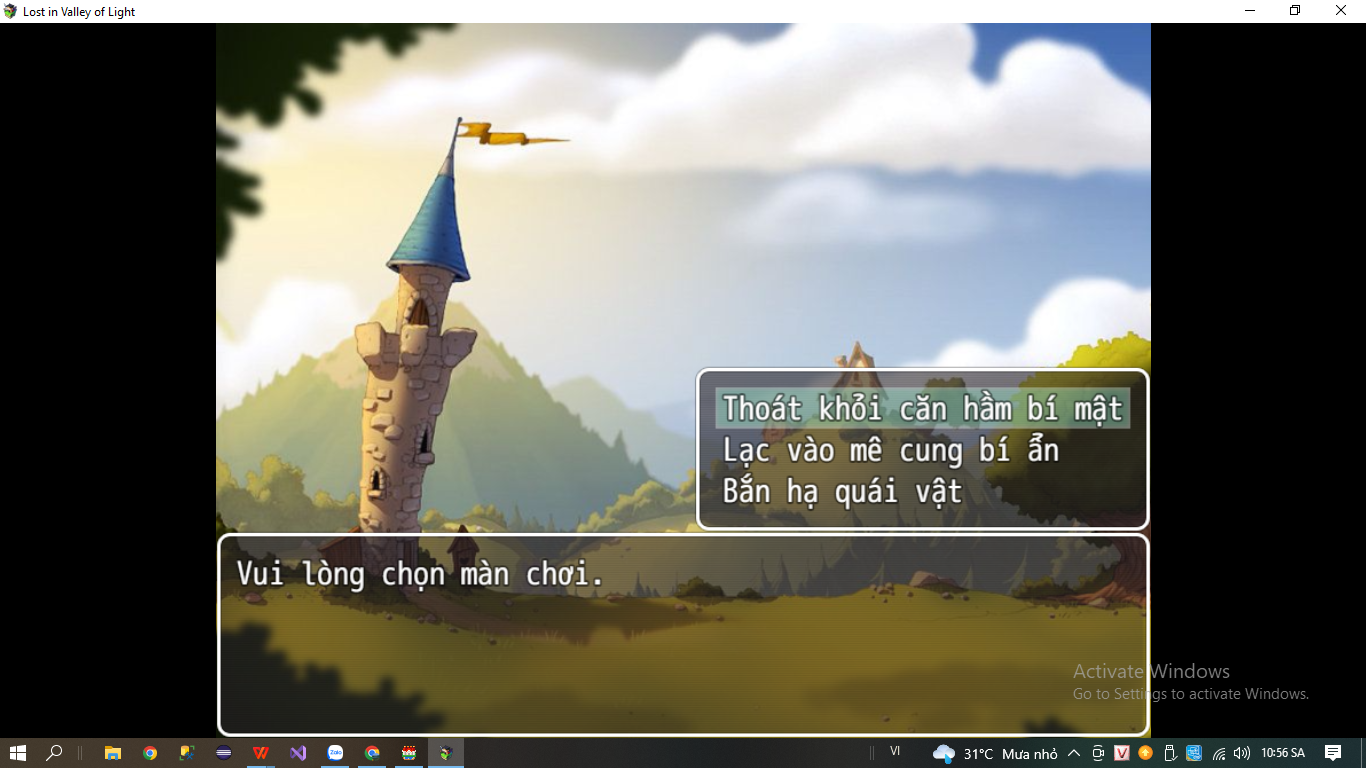 Lost in Valley of Light
Thoát khỏi căn hầm bí mật
Lạc vào mê cung bí ẩn
Bắn hạ quái vật
Vui lòng chọn màn chơi.
Activate Windows
Go to Settings to activate Windows.
Zalo
VI
31°C Mưa nhỏ
V
10:56 SA